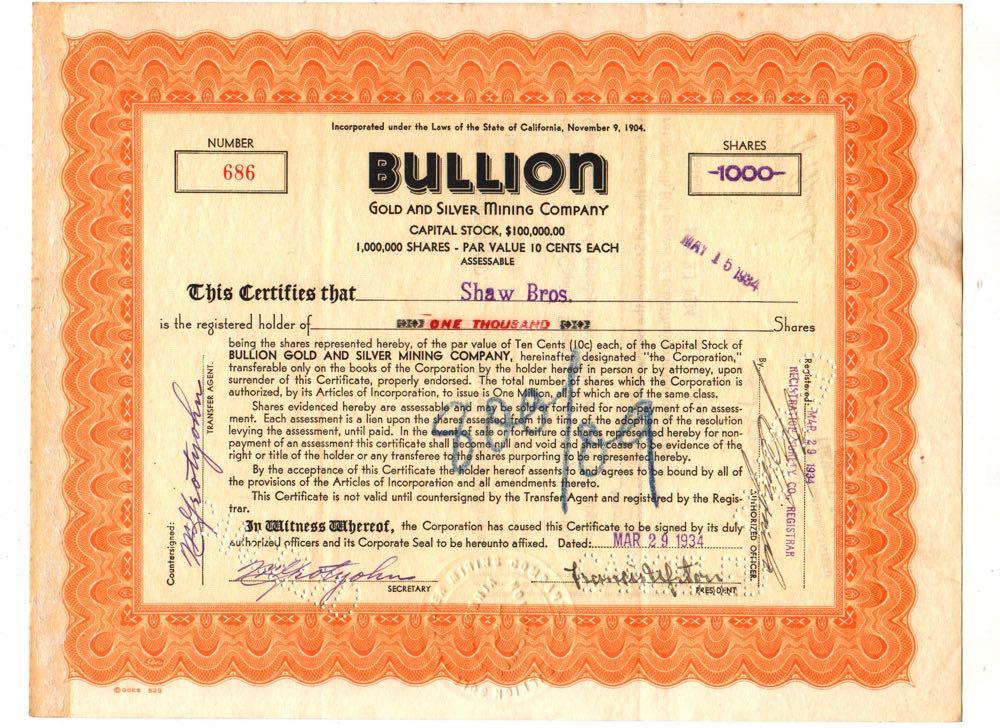 Incorporated under the Laws of the State of California, November 9, 1904.
NUMBER
686
SHARES
-1000-
BULLION
GOLD AND SILVER MINING COMPANY
CAPITAL STOCK, $100,000.00
1,000,000 SHARES - PAR VALUE 10 CENTS EACH
ASSESSABLE
MAY 15 1934
This Certifies that Shaw Bros.
is the registered holder of ONE THOUSAND Shares
being the shares represented hereby, of the par value of Ten Cents (10c) each, of the Capital Stock of
BULLION GOLD AND SILVER MINING COMPANY, hereinafter designated "the Corporation,"
transferable only on the books of the Corporation by the holder hereof in person or by attorney, upon
surrender of this Certificate, properly endorsed. The total number of shares which the Corporation is
authorized, by its Articles of Incorporation, to issue is One Million, all of which are of the same class.
Shares evidenced hereby are assessable and may be sold or forfeited for non-payment of an assess-
ment. Each assessment is a lien upon the shares assessed from the time of the adoption of the resolution
levying the assessment, until paid. In the event of sale or forfeiture of shares represented hereby for non-
payment of an assessment this certificate shall become null and void and shall cease to be evidence of the
right or title of the holder or any transferee to the shares purporting to be represented hereby.
By the acceptance of this Certificate the holder hereof assents to and agrees to be bound by all of
the provisions of the Articles of Incorporation and all amendments thereto.
This Certificate is not valid until countersigned by the Transfer Agent and registered by the Regis-
trar.
In Witness Whereof, the Corporation has caused this Certificate to be signed by its duly
authorized officers and its Corporate Seal to be hereunto affixed. Dated: MAR 29 1934
SECRETARY
PRESIDENT
Countersigned:
TRANSFER AGENT.
Registered: MAR 29 1934
REGISTRAR
By
AUTHORIZED OFFICER.
800/09
© GOES 529